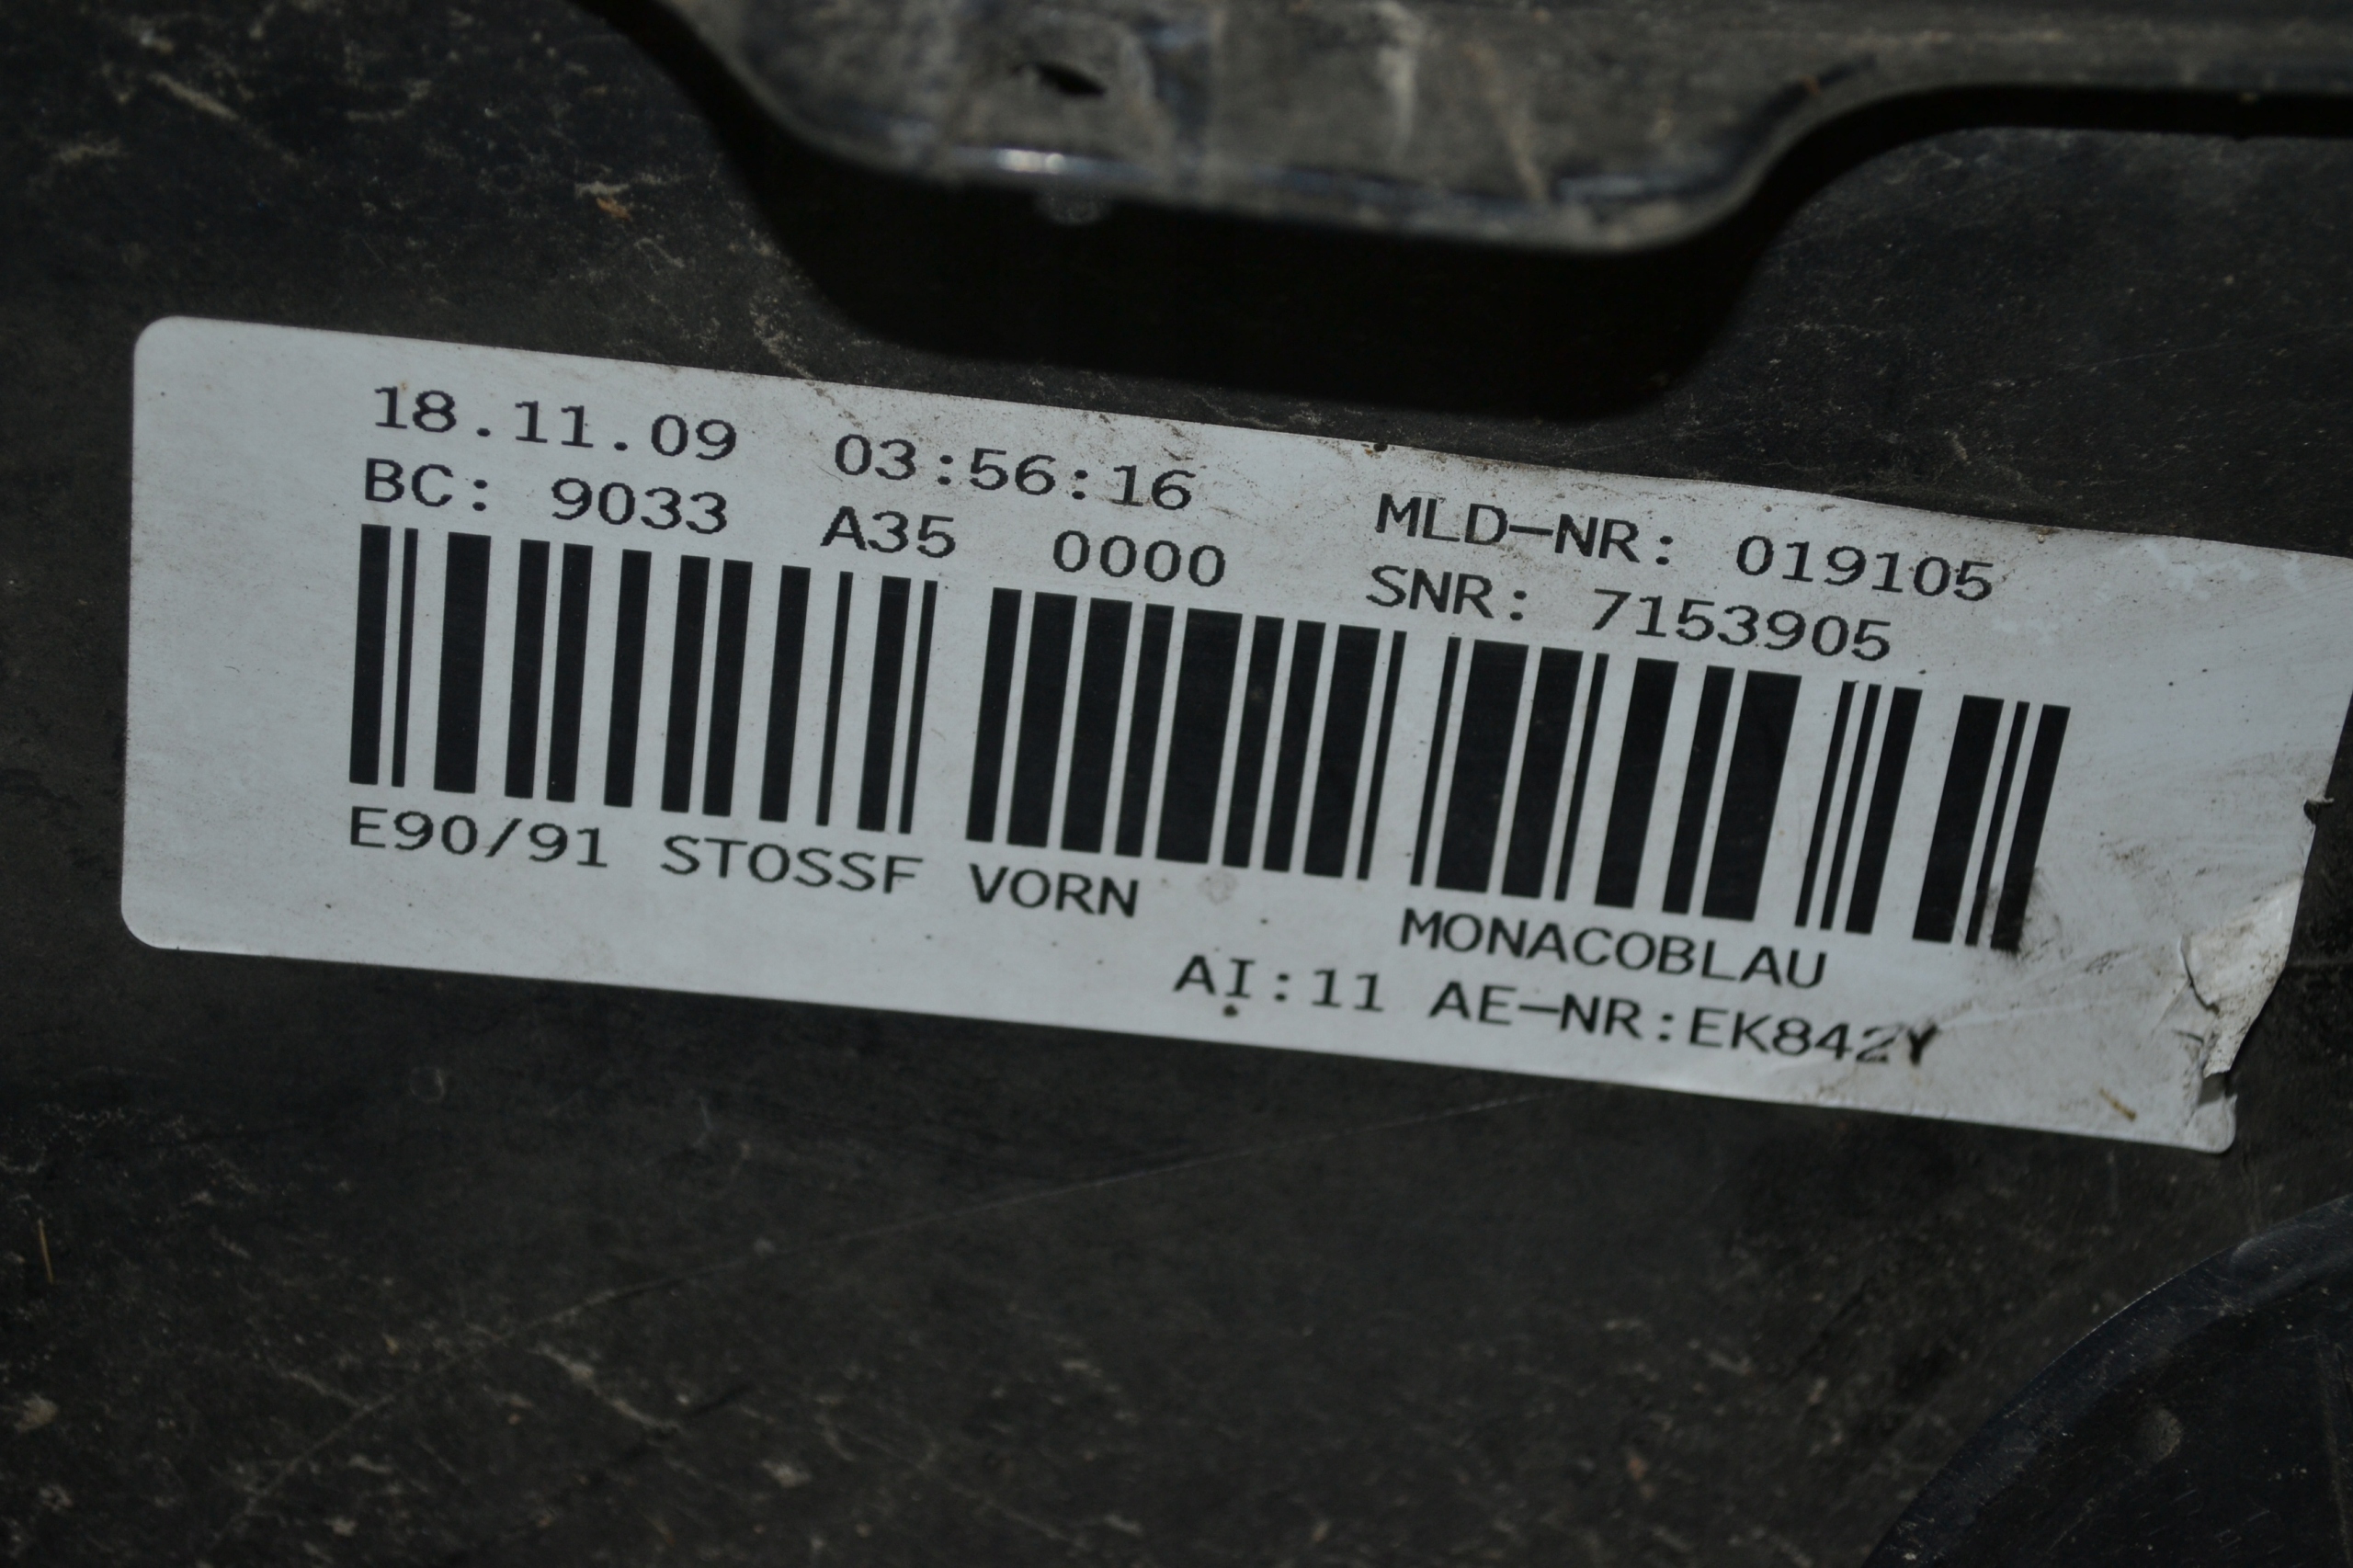 18.11.09 03:56:16 MLD-NR: 019105
BC: 9033 A35 0000 SNR: 7153905
E90/91 STOSSF VORN MONACOBLAU
AI:11 AE-NR:EK842Y